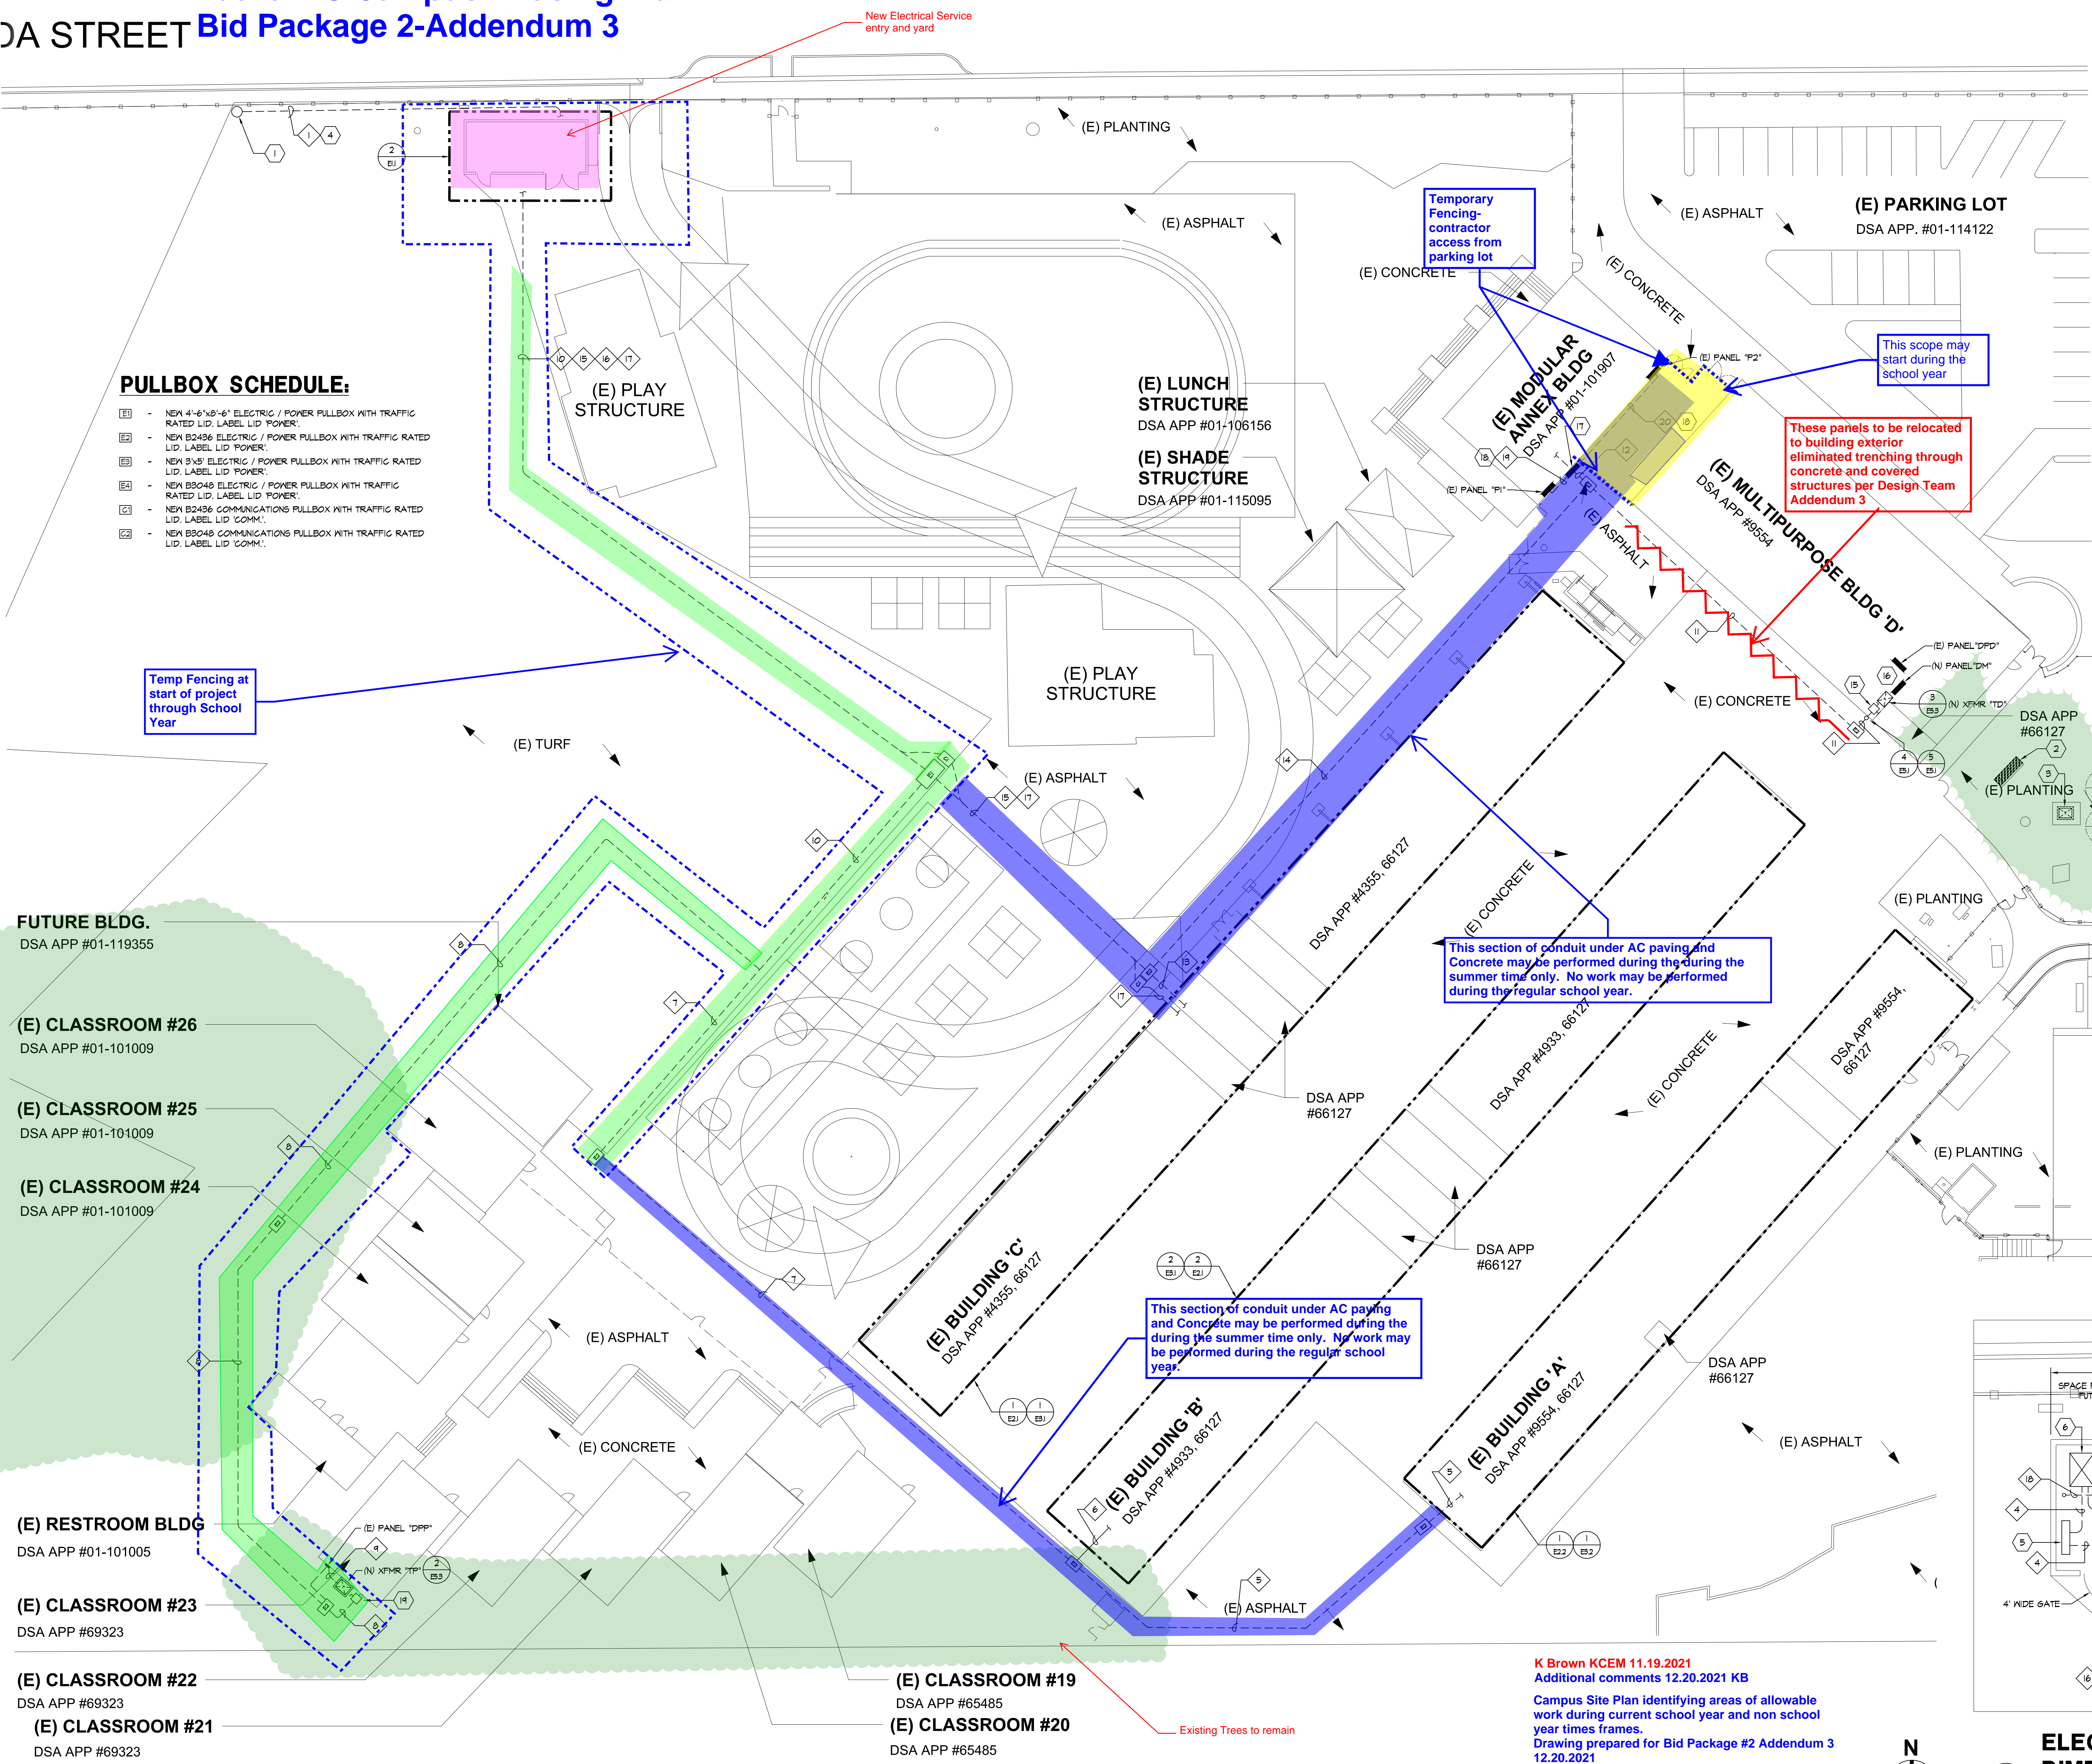 DA STREET
Bid Package 2-Addendum 3
New Electrical Service
entry and yard
(E) PLANTING
(E) ASPHALT
(E) ASPHALT
(E) PARKING LOT
DSA APP. #01-114122
Temporary
Fencing-
contractor
access from
parking lot
(E) CONCRETE
(E) CONCRETE
This scope may
start during the
school year
(E) PANEL "P2"
(E) MODULAR
ANNEX BLDG
DSA APP #01-101907
(E) PANEL "P1"
(E) LUNCH
STRUCTURE
DSA APP #01-106156
(E) SHADE
STRUCTURE
DSA APP #01-115095
These panels to be relocated
to building exterior
eliminated trenching through
concrete and covered
structures per Design Team
Addendum 3
(E) MULTIPURPOSE BLDG 'D'
DSA APP #9554
(E) ASPHALT
PULLBOX SCHEDULE:
E1 - NEW 4'-6"x8'-6" ELECTRIC / POWER PULLBOX WITH TRAFFIC
RATED LID. LABEL LID 'POWER'.
E2 - NEW B2436 ELECTRIC / POWER PULLBOX WITH TRAFFIC RATED
LID. LABEL LID 'POWER'.
E3 - NEW 3'x5' ELECTRIC / POWER PULLBOX WITH TRAFFIC RATED
LID. LABEL LID 'POWER'.
E4 - NEW B3048 ELECTRIC / POWER PULLBOX WITH TRAFFIC
RATED LID. LABEL LID 'POWER'.
C1 - NEW B2436 COMMUNICATIONS PULLBOX WITH TRAFFIC RATED
LID. LABEL LID 'COMM.'.
C2 - NEW B3048 COMMUNICATIONS PULLBOX WITH TRAFFIC RATED
LID. LABEL LID 'COMM.'.
(E) PLAY
STRUCTURE
10 15 16 17
(E) PLAY
STRUCTURE
Temp Fencing at
start of project
through School
Year
(E) TURF
(E) ASPHALT
(E) CONCRETE
(E) PANEL"DPD"
(N) PANEL"DM"
(N) XFMR "TD"
DSA APP
#66127
(E) PLANTING
(E) PLANTING
DSA APP #4355, 66127
(E) CONCRETE
This section of conduit under AC paving and
Concrete may be performed during the during the
summer time only. No work may be performed
during the regular school year.
DSA APP #4933, 66127
(E) CONCRETE
DSA APP #9554,
66127
(E) PLANTING
FUTURE BLDG.
DSA APP #01-119355
(E) CLASSROOM #26
DSA APP #01-101009
(E) CLASSROOM #25
DSA APP #01-101009
(E) CLASSROOM #24
DSA APP #01-101009
DSA APP
#66127
DSA APP
#66127
DSA APP
#66127
(E) BUILDING 'C'
DSA APP #4355, 66127
This section of conduit under AC paving
and Concrete may be performed during the
during the summer time only. No work may
be performed during the regular school
year.
(E) BUILDING 'B'
DSA APP #4933, 66127
(E) BUILDING 'A'
DSA APP #9554, 66127
(E) ASPHALT
(E) CONCRETE
(E) ASPHALT
(E) ASPHALT
(E) RESTROOM BLDG
DSA APP #01-101005
(E) PANEL "DPP"
(N) XFMR "TP"
(E) CLASSROOM #23
DSA APP #69323
(E) CLASSROOM #22
DSA APP #69323
(E) CLASSROOM #21
DSA APP #69323
(E) CLASSROOM #19
DSA APP #65485
(E) CLASSROOM #20
DSA APP #65485
Existing Trees to remain
4' WIDE GATE
K Brown KCEM 11.19.2021
Additional comments 12.20.2021 KB
Campus Site Plan identifying areas of allowable
work during current school year and non school
year times frames.
Drawing prepared for Bid Package #2 Addendum 3
12.20.2021
N